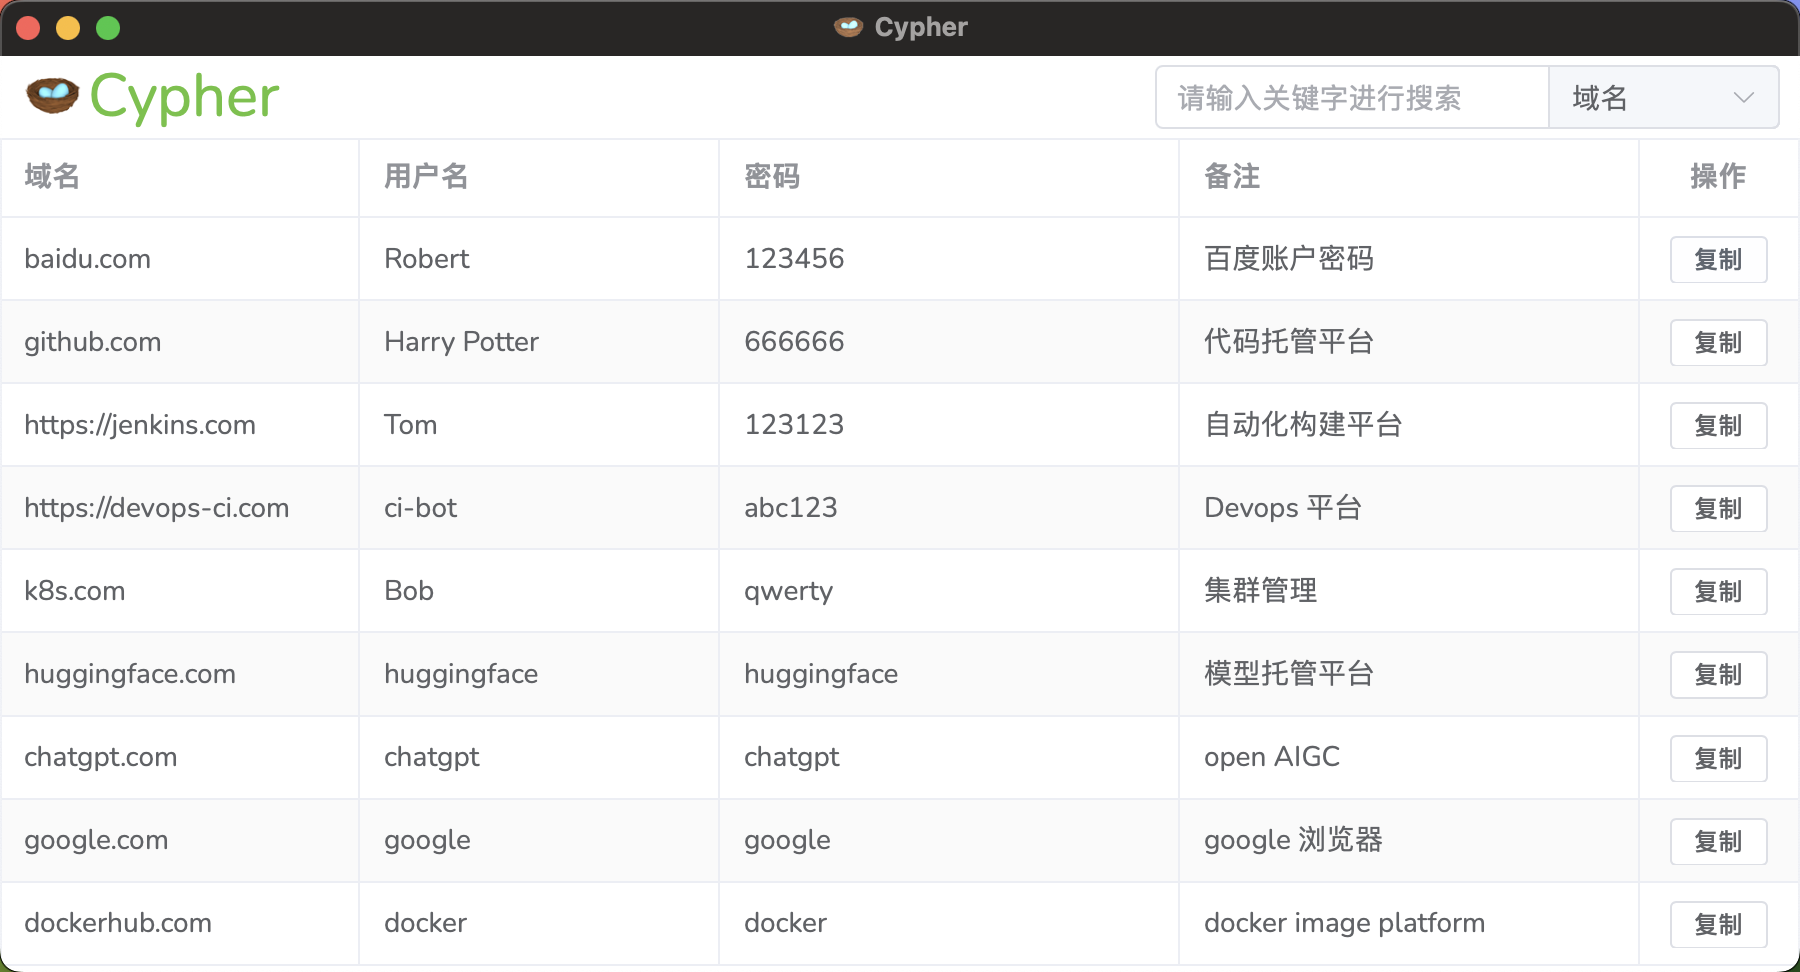 Cypher
Cypher 请输入关键字进行搜索 域名
域名 用户名 密码 备注 操作
baidu.com Robert 123456 百度账户密码 复制
github.com Harry Potter 666666 代码托管平台 复制
https://jenkins.com Tom 123123 自动化构建平台 复制
https://devops-ci.com ci-bot abc123 Devops 平台 复制
k8s.com Bob qwerty 集群管理 复制
huggingface.com huggingface huggingface 模型托管平台 复制
chatgpt.com chatgpt chatgpt open AIGC 复制
google.com google google google 浏览器 复制
dockerhub.com docker docker docker image platform 复制